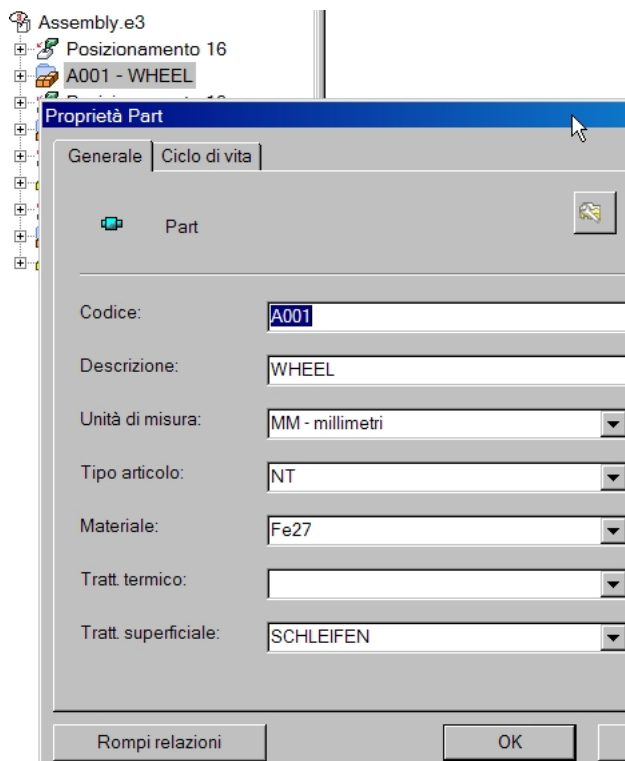 Assembly.e3
Posizionamento 16
A001 - WHEEL
Proprietà Part
Generale
Ciclo di vita
Part
Codice:
A001
Descrizione:
WHEEL
Unità di misura:
MM - millimetri
Tipo articolo:
NT
Materiale:
Fe27
Tratt. termico:
Tratt. superficiale:
SCHLEIFEN
Rompi relazioni
OK